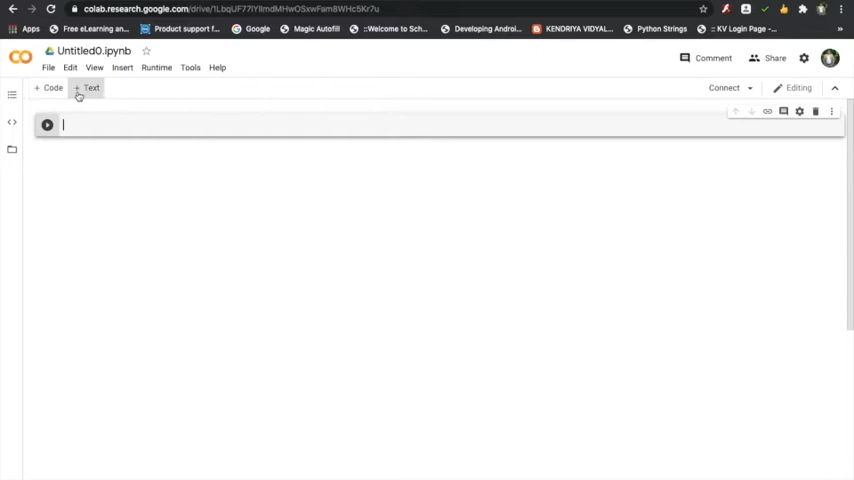 colab.research.google.com/drive/1LbqUF77lYIlmdMHwOSxwFam8WHc5Kr7u
Apps Free eLearning an... Product support f... Google Magic Autofill ::Welcome to Sch... Developing Androi... KENDRIYA VIDYAL... Python Strings :: KV Login Page -... »
Untitled0.ipynb
File Edit View Insert Runtime Tools Help
Comment Share
+ Code + Text
Connect Editing